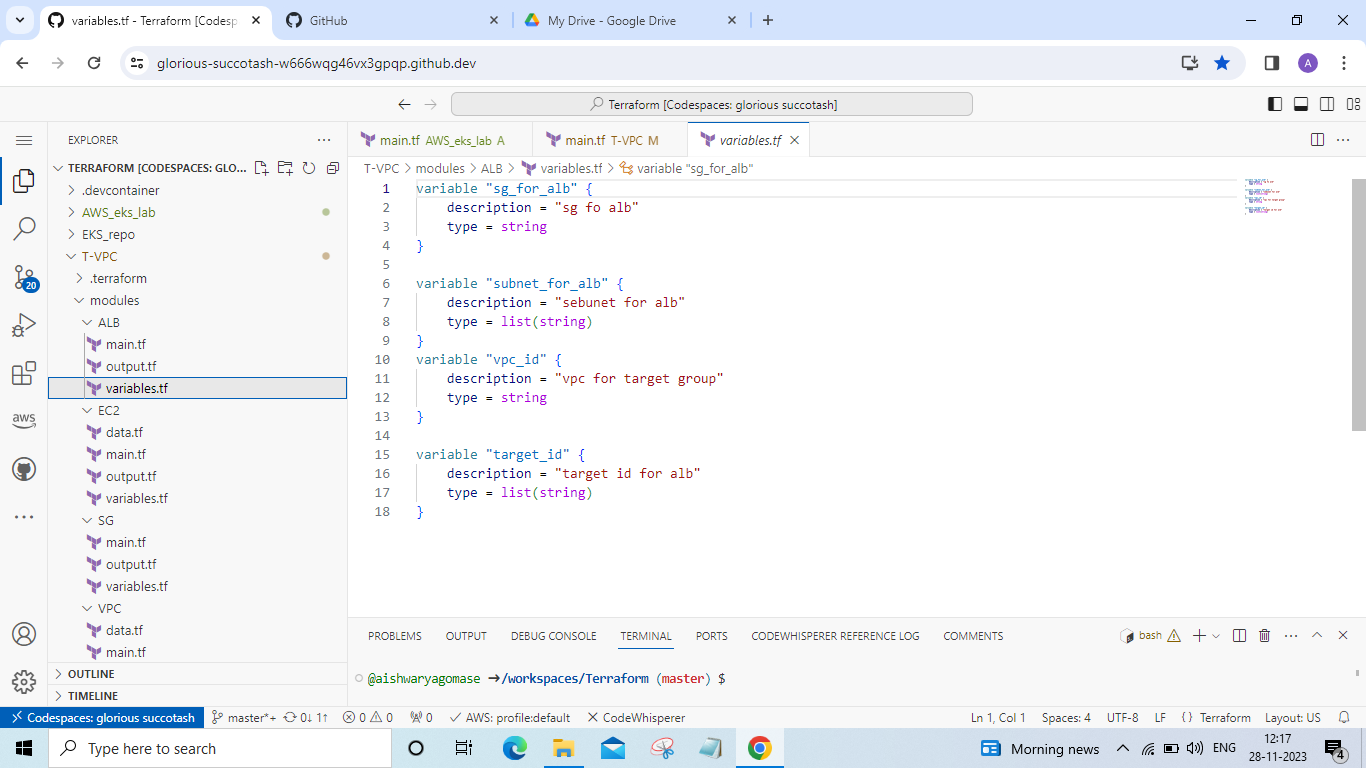 variables.tf - Terraform [Codesp
GitHub
My Drive - Google Drive
glorious-succotash-w666wqg46vx3gpqp.github.dev
A
Terraform [Codespaces: glorious succotash]
EXPLORER
TERRAFORM [CODESPACES: GLO...
.devcontainer
AWS_eks_lab
EKS_repo
T-VPC
.terraform
modules
ALB
main.tf
output.tf
variables.tf
EC2
data.tf
main.tf
output.tf
variables.tf
SG
main.tf
output.tf
variables.tf
VPC
data.tf
main.tf
OUTLINE
TIMELINE
20
aws
main.tf AWS_eks_lab A
main.tf T-VPC M
variables.tf
T-VPC > modules > ALB > variables.tf > variable "sg_for_alb"
1 variable "sg_for_alb" {
2 description = "sg fo alb"
3 type = string
4 }
5
6 variable "subnet_for_alb" {
7 description = "sebunet for alb"
8 type = list(string)
9 }
10 variable "vpc_id" {
11 description = "vpc for target group"
12 type = string
13 }
14
15 variable "target_id" {
16 description = "target id for alb"
17 type = list(string)
18 }
PROBLEMS OUTPUT DEBUG CONSOLE TERMINAL PORTS CODEWHISPERER REFERENCE LOG COMMENTS
bash
@aishwaryagomase ➜/workspaces/Terraform (master) $
Codespaces: glorious succotash master*+ 0↓ 1↑ 0 0 0 AWS: profile:default CodeWhisperer
Ln 1, Col 1 Spaces: 4 UTF-8 LF {} Terraform Layout: US
Type here to search
Morning news
ENG
12:17
28-11-2023
4